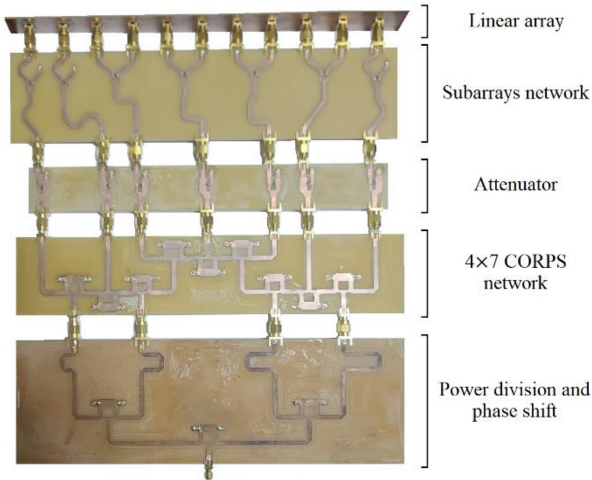 Linear array
Subarrays network
Attenuator
4×7 CORPS
network
Power division and
phase shift